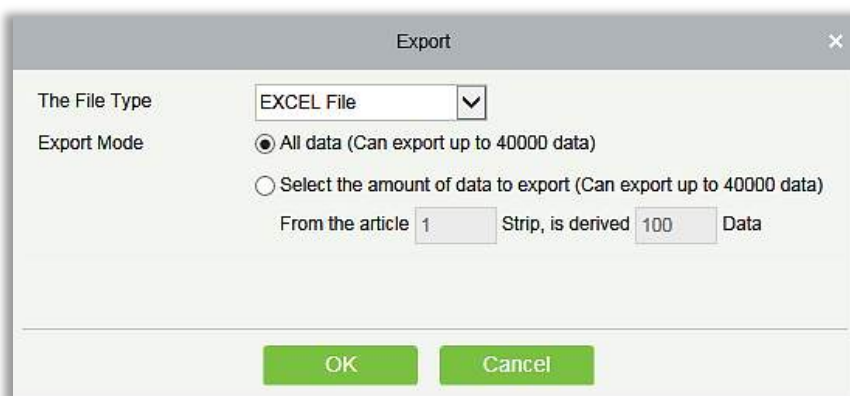 Export
The File Type EXCEL File
Export Mode All data (Can export up to 40000 data)
Select the amount of data to export (Can export up to 40000 data)
From the article 1 Strip, is derived 100 Data
OK Cancel